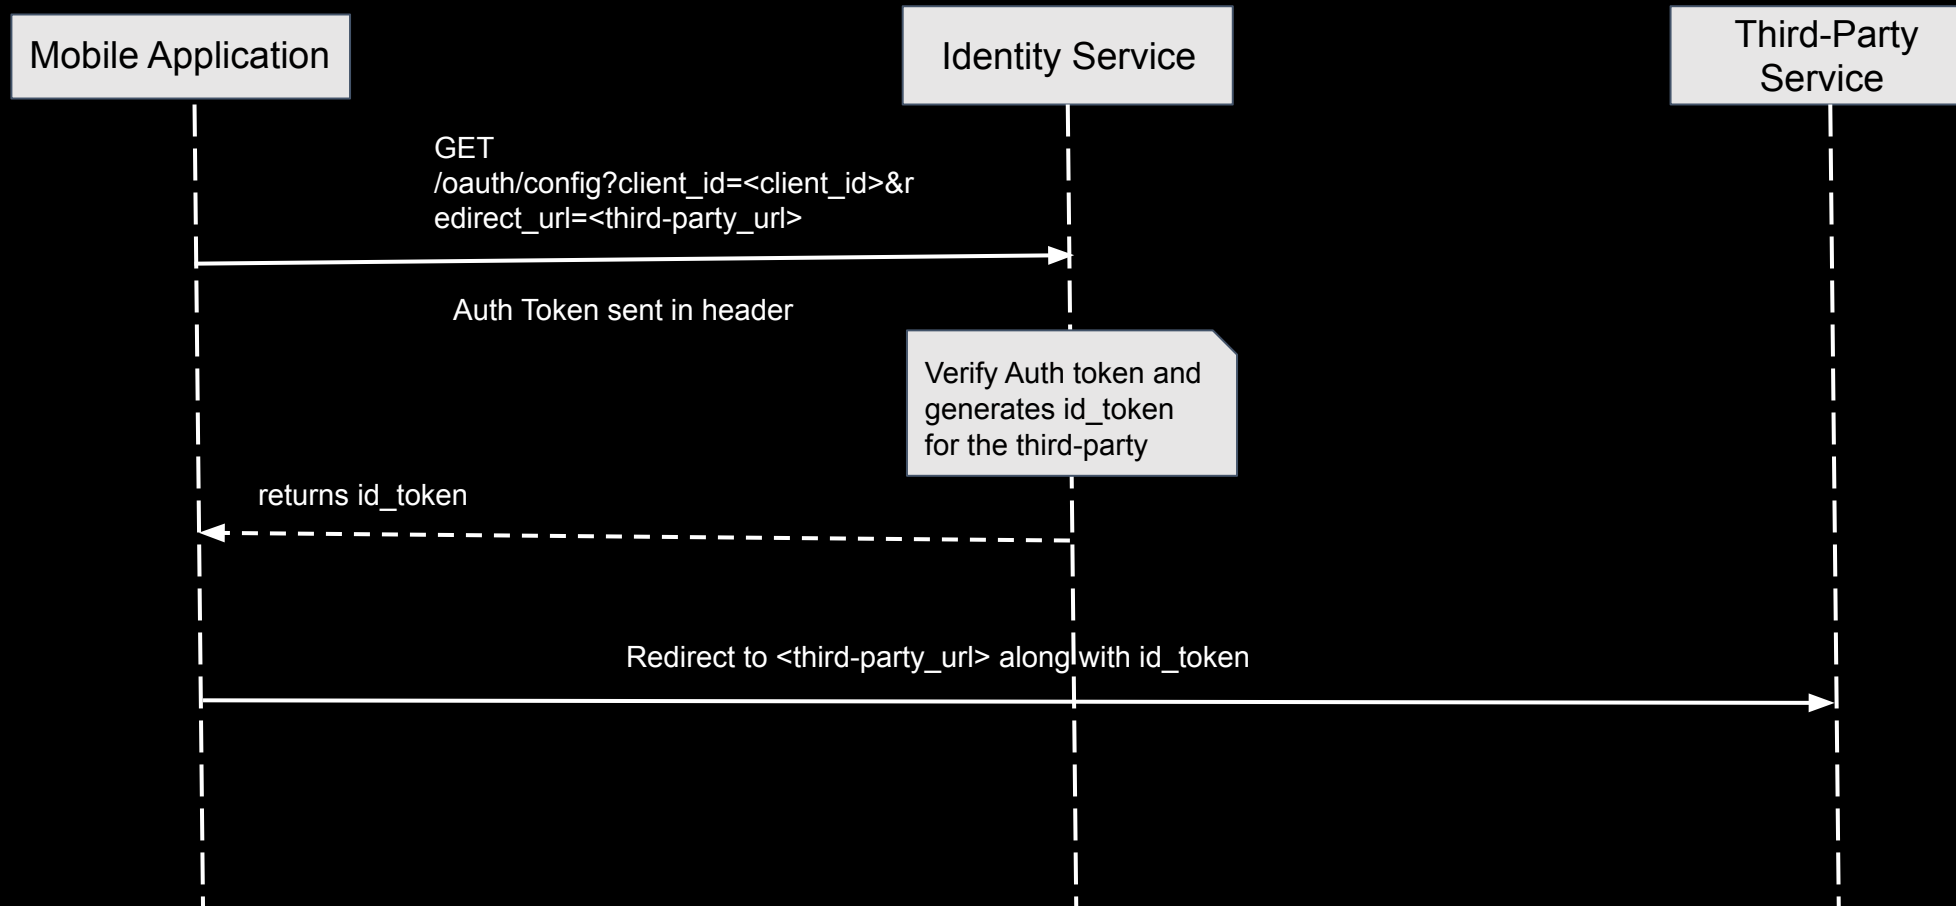 Mobile Application
Identity Service
Third-Party
Service
GET
/oauth/config?client_id=<client_id>&r
edirect_url=<third-party_url>
Auth Token sent in header
Verify Auth token and
generates id_token
for the third-party
returns id_token
Redirect to <third-party_url> along with id_token